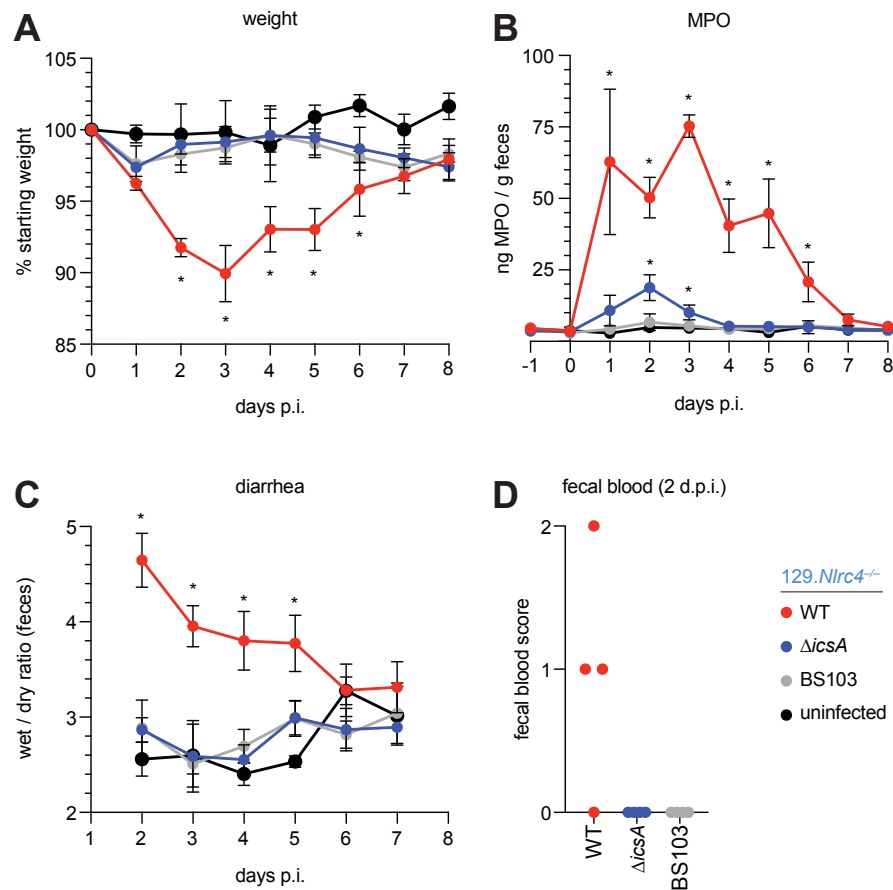 A
weight
105
100
95
90
85
% starting weight
* * * * * *
0 1 2 3 4 5 6 7 8
days p.i.
B
MPO
100
75
50
25
ng MPO / g feces
* * * * * *
* *
-1 0 1 2 3 4 5 6 7 8
days p.i.
C
diarrhea
5
4
3
2
wet / dry ratio (feces)
* * * *
1 2 3 4 5 6 7 8
days p.i.
D
fecal blood (2 d.p.i.)
2
1
0
fecal blood score
WT
ΔicsA
BS103
129.Nlrc4–/–
WT
ΔicsA
BS103
uninfected